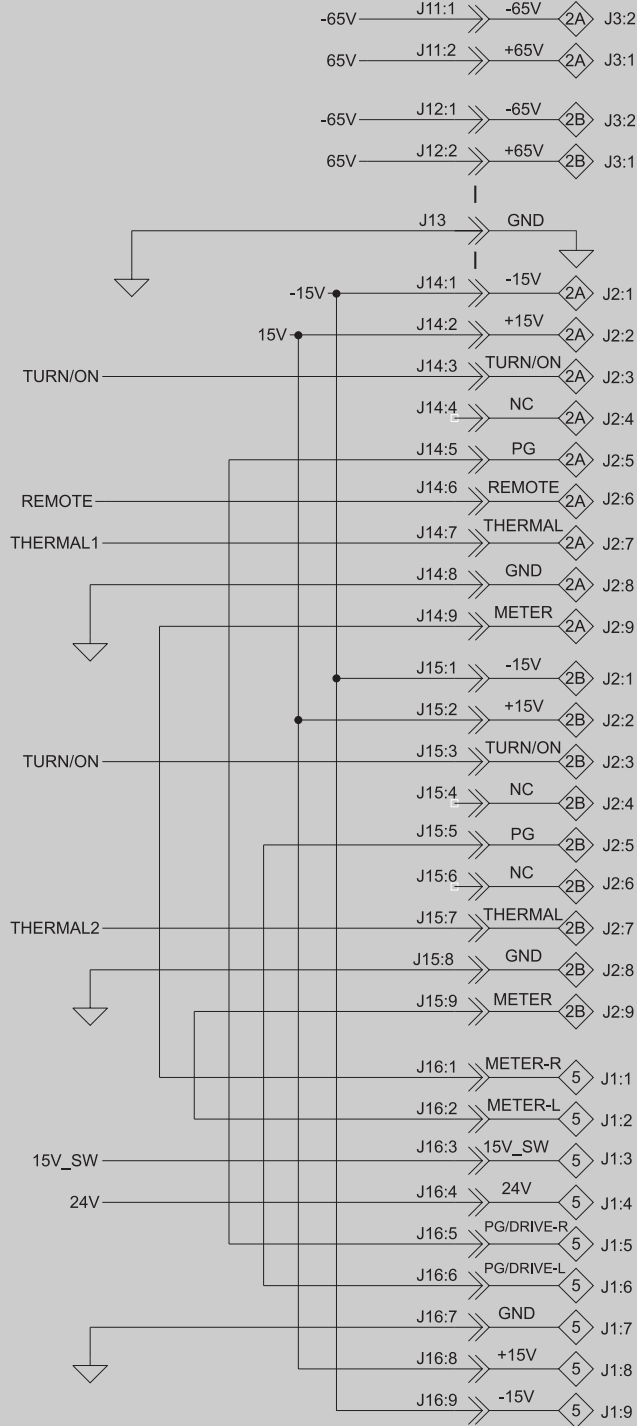 -65V J11:1 -65V 2A J3:2
65V J11:2 +65V 2A J3:1
-65V J12:1 -65V 2B J3:2
65V J12:2 +65V 2B J3:1
J13 GND
-15V J14:1 -15V 2A J2:1
15V J14:2 +15V 2A J2:2
TURN/ON J14:3 TURN/ON 2A J2:3
J14:4 NC 2A J2:4
J14:5 PG 2A J2:5
REMOTE J14:6 REMOTE 2A J2:6
THERMAL1 J14:7 THERMAL 2A J2:7
J14:8 GND 2A J2:8
J14:9 METER 2A J2:9
J15:1 -15V 2B J2:1
J15:2 +15V 2B J2:2
TURN/ON J15:3 TURN/ON 2B J2:3
J15:4 NC 2B J2:4
J15:5 PG 2B J2:5
J15:6 NC 2B J2:6
THERMAL2 J15:7 THERMAL 2B J2:7
J15:8 GND 2B J2:8
J15:9 METER 2B J2:9
J16:1 METER-R 5 J1:1
J16:2 METER-L 5 J1:2
15V_SW J16:3 15V_SW 5 J1:3
24V J16:4 24V 5 J1:4
J16:5 PG/DRIVE-R 5 J1:5
J16:6 PG/DRIVE-L 5 J1:6
J16:7 GND 5 J1:7
J16:8 +15V 5 J1:8
J16:9 -15V 5 J1:9